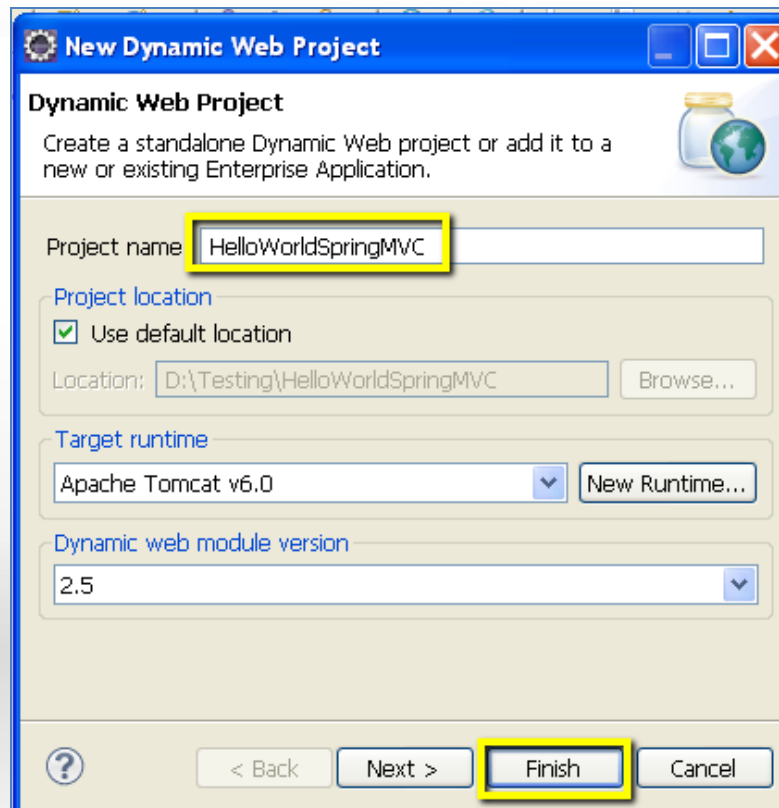 New Dynamic Web Project
Dynamic Web Project
Create a standalone Dynamic Web project or add it to a
new or existing Enterprise Application.
Project name HelloWorldSpringMVC
Project location
Use default location
Location: D:\Testing\HelloWorldSpringMVC Browse...
Target runtime
Apache Tomcat v6.0 New Runtime...
Dynamic web module version
2.5
? < Back Next > Finish Cancel